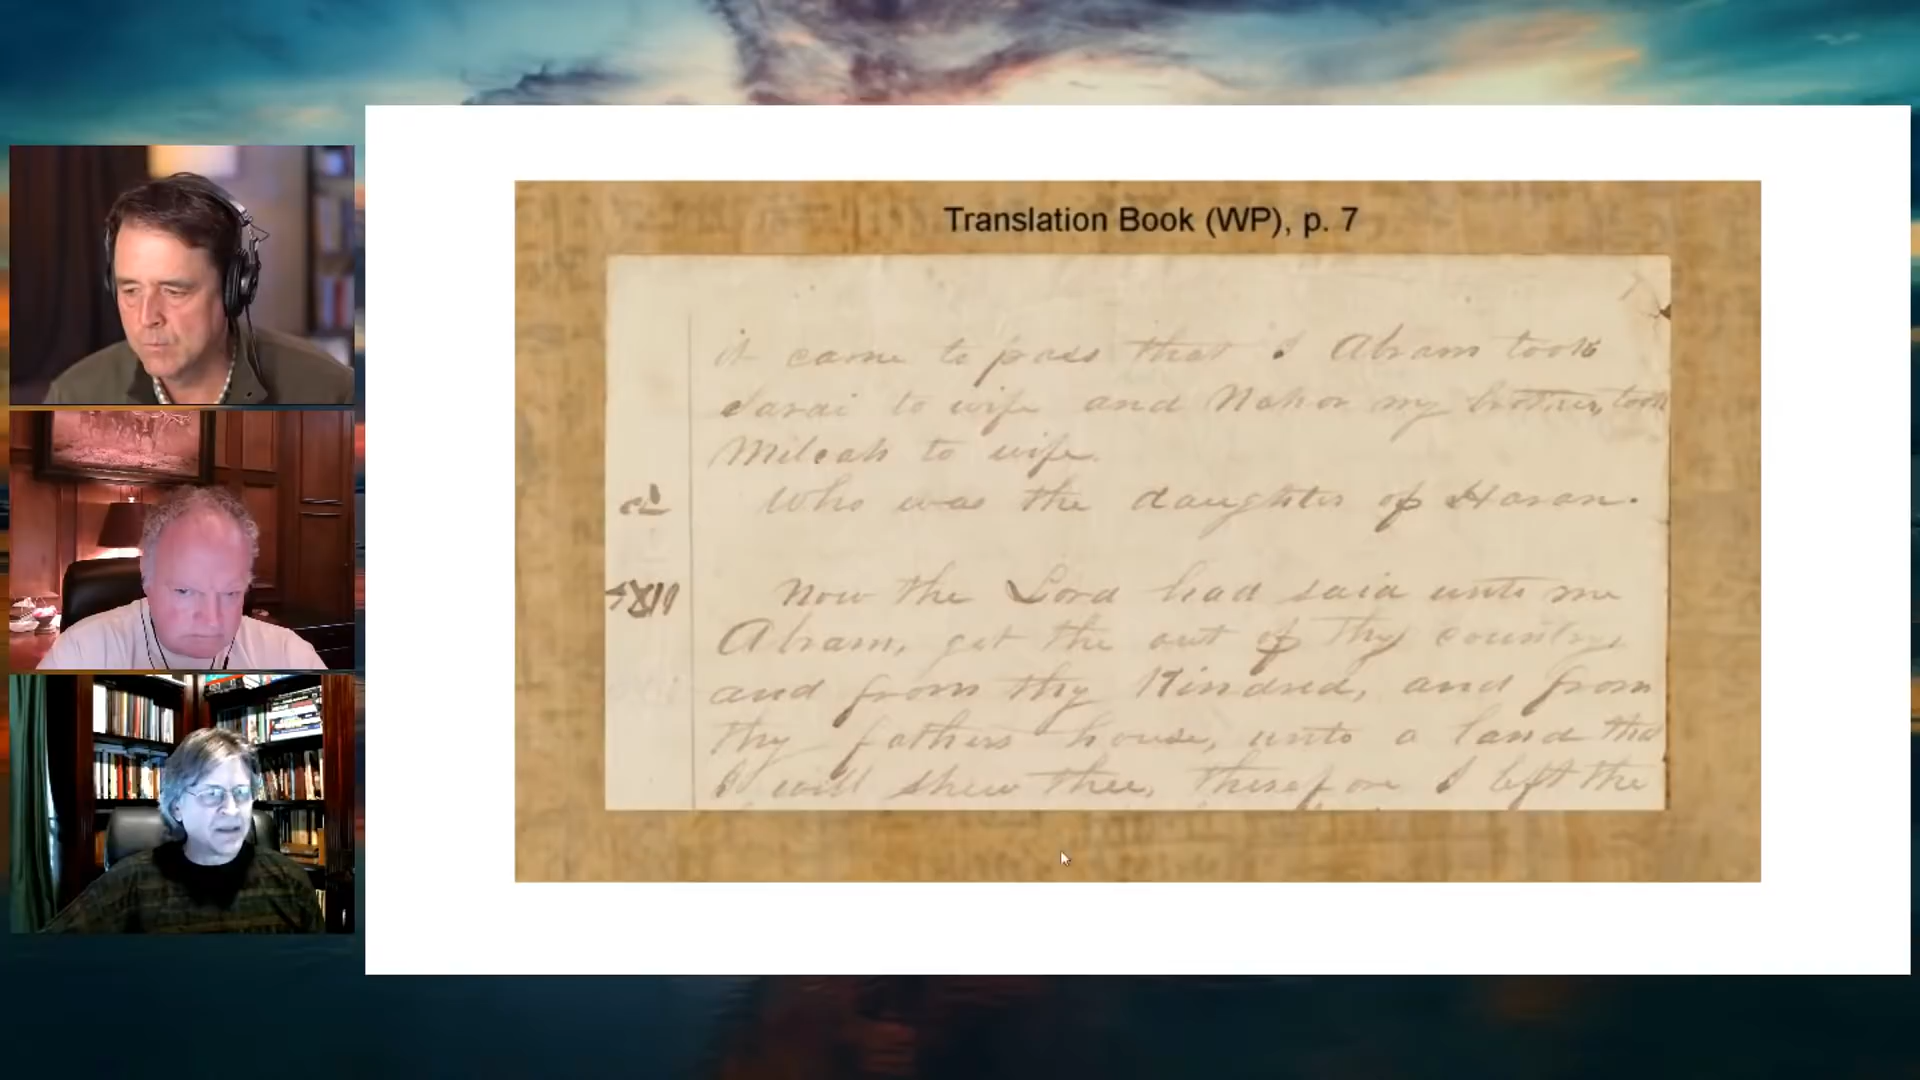 Translation Book (WP), p. 7
7
it came to pass that I Abram took
Sarai to wife and Nahor my brother, took
Milcah to wife.
Who was the daughter of Haran.
Now the Lord had said unto me
Abram, get the out of thy country
and from thy Kindred, and from
thy fathers house, unto a land that
I will shew thee, therefore I left the